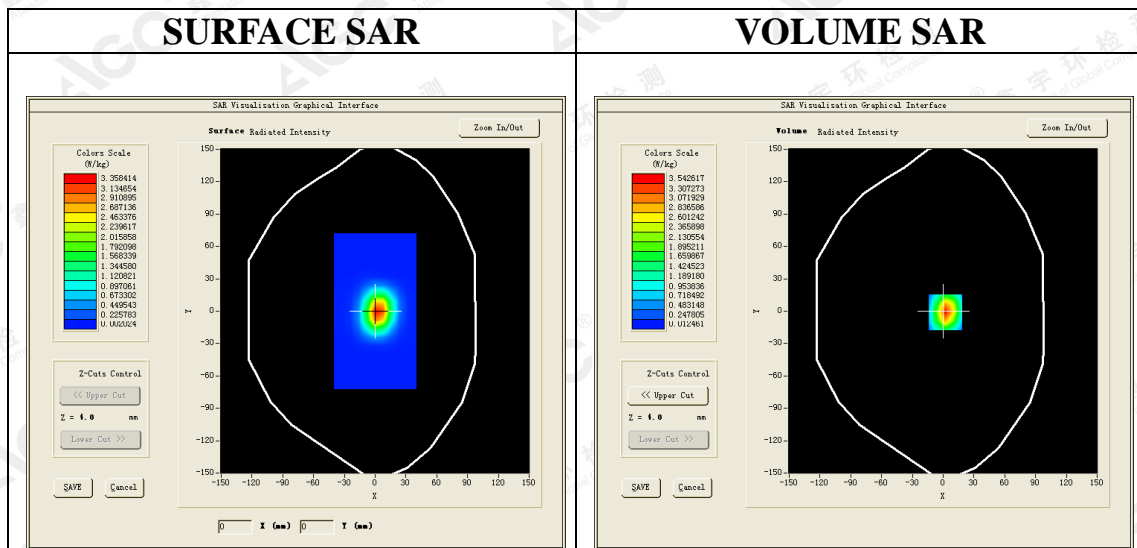 SURFACE SAR
VOLUME SAR
SAR Visualisation Graphical Interface
Surface Radiated Intensity
Zoom In/Out
Colors Scale
(W/kg)
3.358414
3.134654
2.910895
2.687136
2.463376
2.239617
2.015858
1.792098
1.568339
1.344580
1.120821
0.897061
0.673302
0.449543
0.225783
0.002024
150
120
90
60
30
0
-30
-60
-90
-120
-150
Y
-150 -120 -90 -60 -30 0 30 60 90 120 150
X
Z-Cuts Control
<< Upper Cut
Z = 4.0 mm
Lower Cut >>
SAVE Cancel
0 X (mm) 0 Y (mm)
SAR Visualisation Graphical Interface
Volume Radiated Intensity
Zoom In/Out
Colors Scale
(W/kg)
3.542617
3.307273
3.071929
2.836586
2.601242
2.365898
2.130554
1.895211
1.659867
1.424523
1.189180
0.953836
0.718492
0.483148
0.247805
0.012461
150
120
90
60
30
0
-30
-60
-90
-120
-150
Y
-150 -120 -90 -60 -30 0 30 60 90 120 150
X
Z-Cuts Control
<< Upper Cut
Z = 4.0 mm
Lower Cut >>
SAVE Cancel